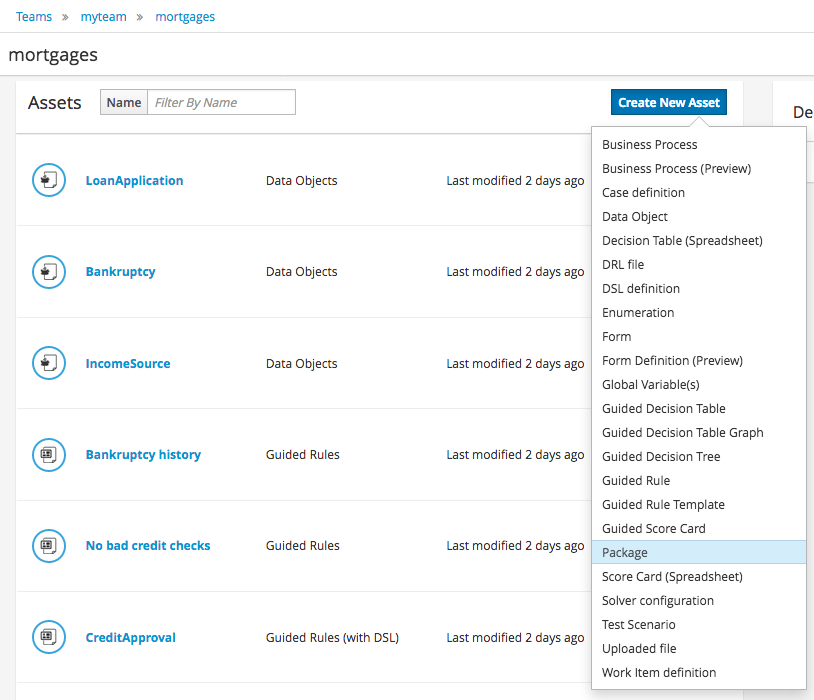 Teams » myteam » mortgages
mortgages
Assets Name Filter By Name Create New Asset
De
LoanApplication Data Objects Last modified 2 days ago
Bankruptcy Data Objects Last modified 2 days ago
IncomeSource Data Objects Last modified 2 days ago
Bankruptcy history Guided Rules Last modified 2 days ago
No bad credit checks Guided Rules Last modified 2 days ago
CreditApproval Guided Rules (with DSL) Last modified 2 days ago
Business Process
Business Process (Preview)
Case definition
Data Object
Decision Table (Spreadsheet)
DRL file
DSL definition
Enumeration
Form
Form Definition (Preview)
Global Variable(s)
Guided Decision Table
Guided Decision Table Graph
Guided Decision Tree
Guided Rule
Guided Rule Template
Guided Score Card
Package
Score Card (Spreadsheet)
Solver configuration
Test Scenario
Uploaded file
Work Item definition